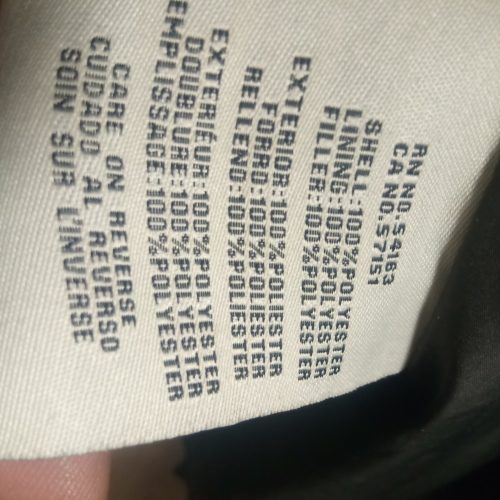 RN NO.54163
CA NO.57151
SHELL:100%POLYESTER
LINING:100%POLYESTER
FILLER:100%POLYESTER
EXTERIOR:100%POLIESTER
FORRO:100%POLIESTER
RELLENO:100%POLIESTER
EXTERIEUR:100%POLYESTER
DOUBLURE:100%POLYESTER
EMPLISSAGE:100%POLYESTER
CARE ON REVERSE
CUIDADO AL REVERSO
SOIN SUR L'INVERSE